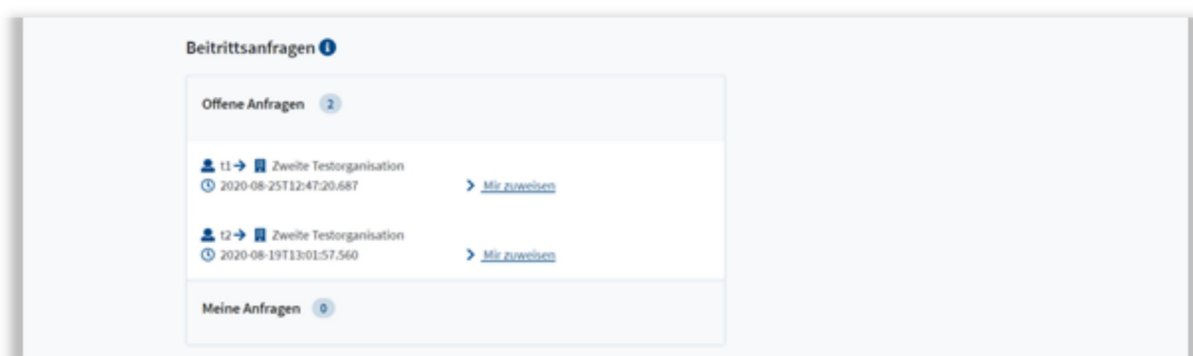 Beitrittsanfragen
Offene Anfragen 2
t1 Zweite Testorganisation
2020-08-25T12:47:20.687 Mir zuweisen
t2 Zweite Testorganisation
2020-08-19T13:01:57.560 Mir zuweisen
Meine Anfragen 0